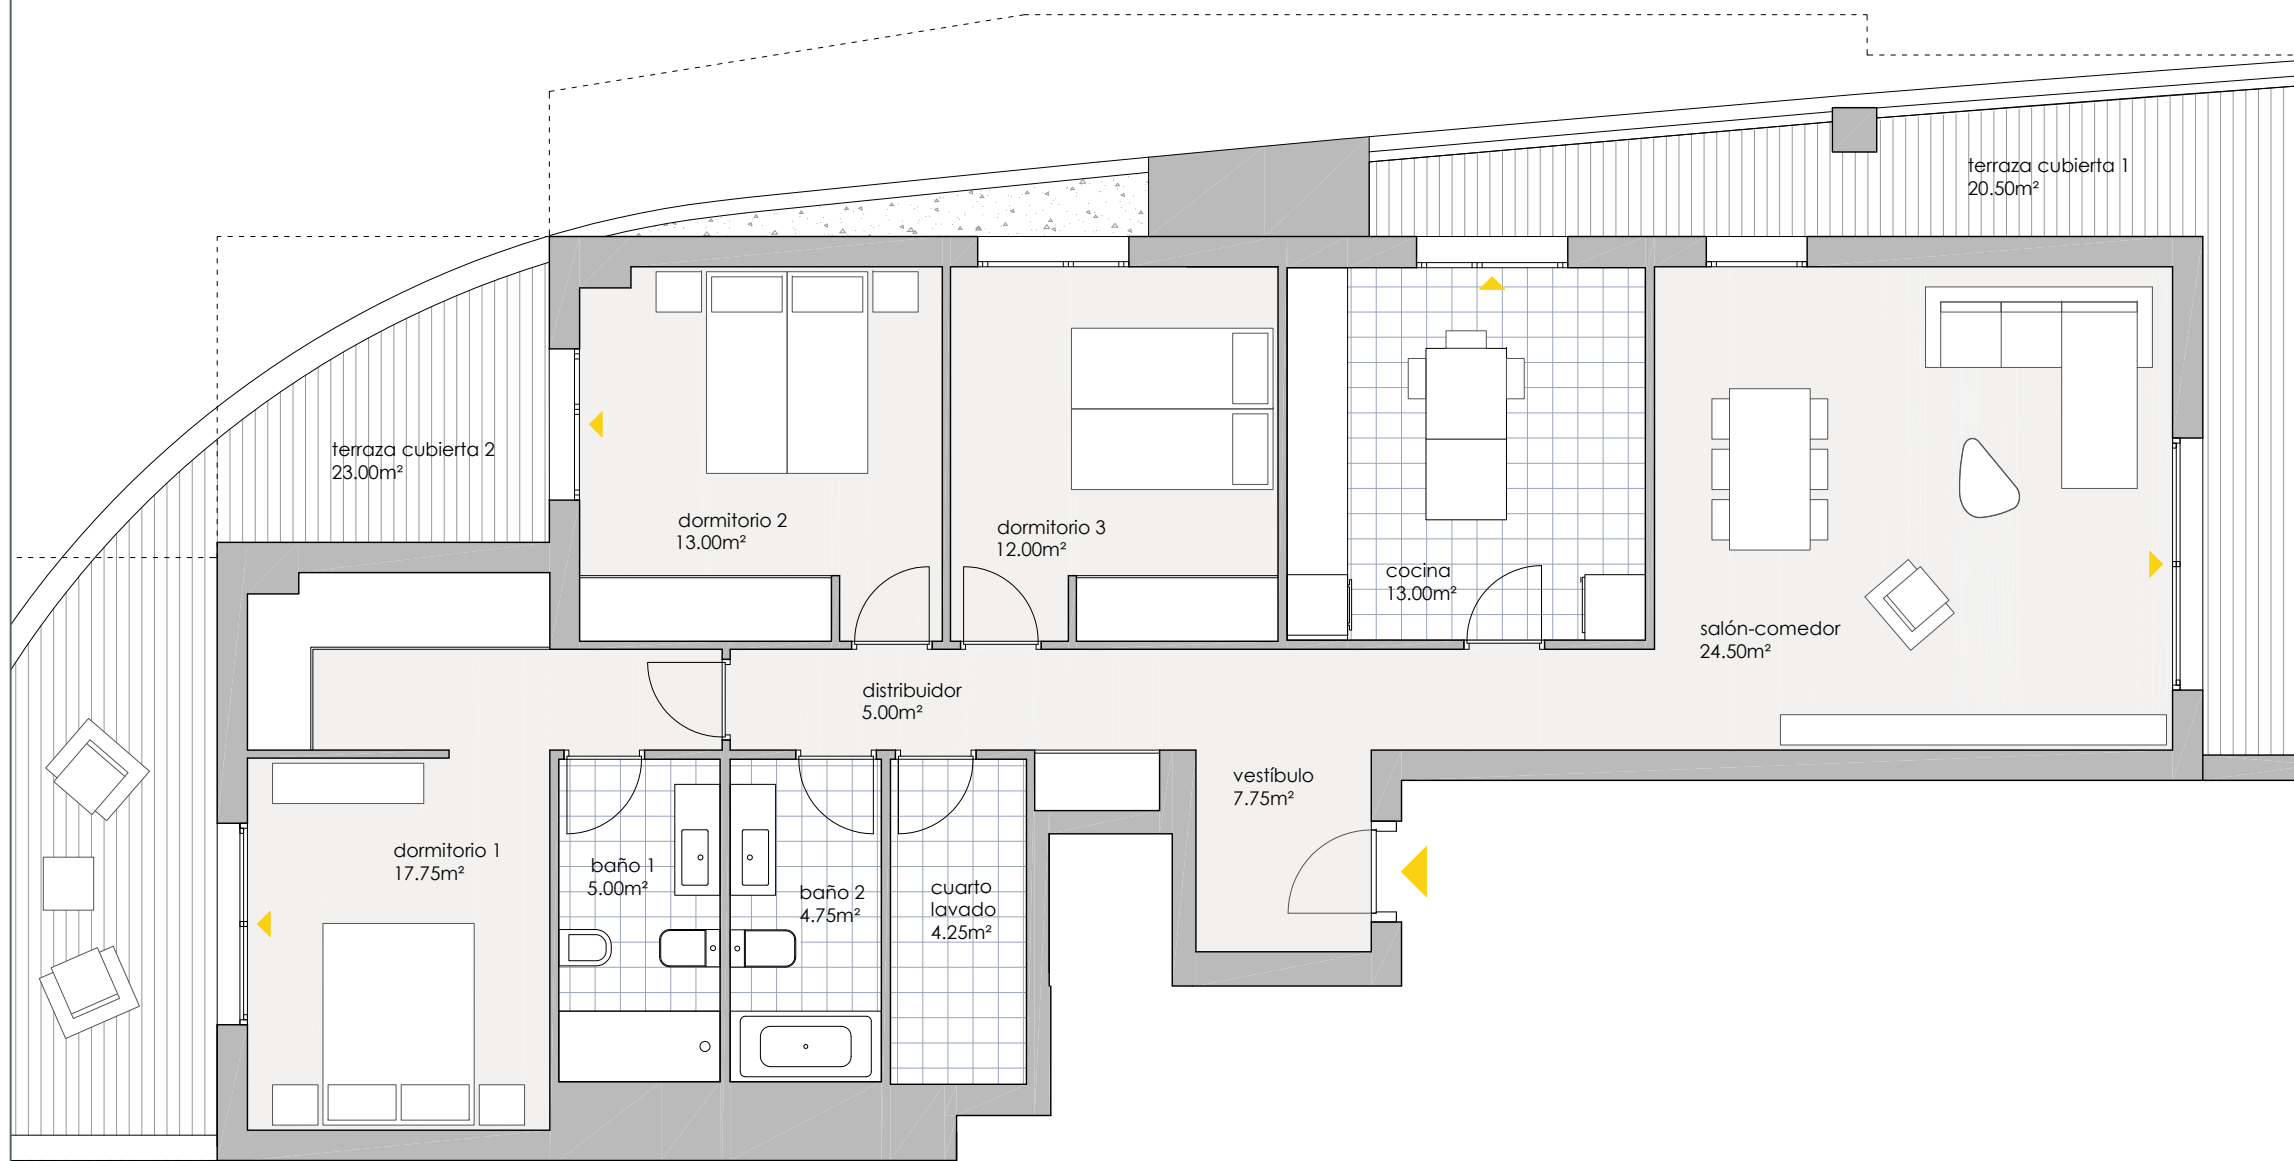 terraza cubierta 1
20.50m²
terraza cubierta 2
23.00m²
dormitorio 2
13.00m²
dormitorio 3
12.00m²
cocina
13.00m²
salón-comedor
24.50m²
distribuidor
5.00m²
vestíbulo
7.75m²
dormitorio 1
17.75m²
baño 1
5.00m²
baño 2
4.75m²
cuarto
lavado
4.25m²